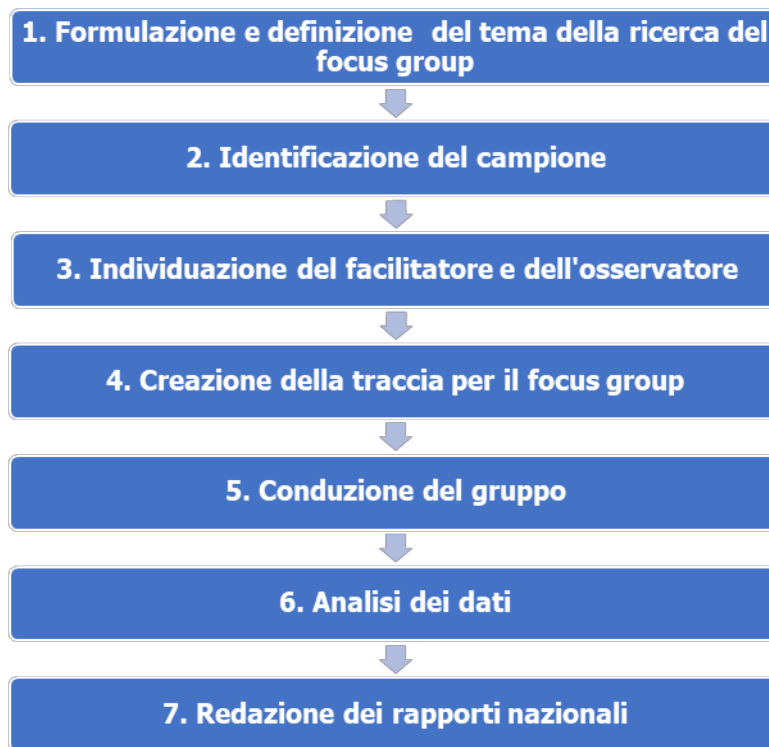 1. Formulazione e definizione del tema della ricerca del
focus group
2. Identificazione del campione
3. Individuazione del facilitatore e dell'osservatore
4. Creazione della traccia per il focus group
5. Conduzione del gruppo
6. Analisi dei dati
7. Redazione dei rapporti nazionali